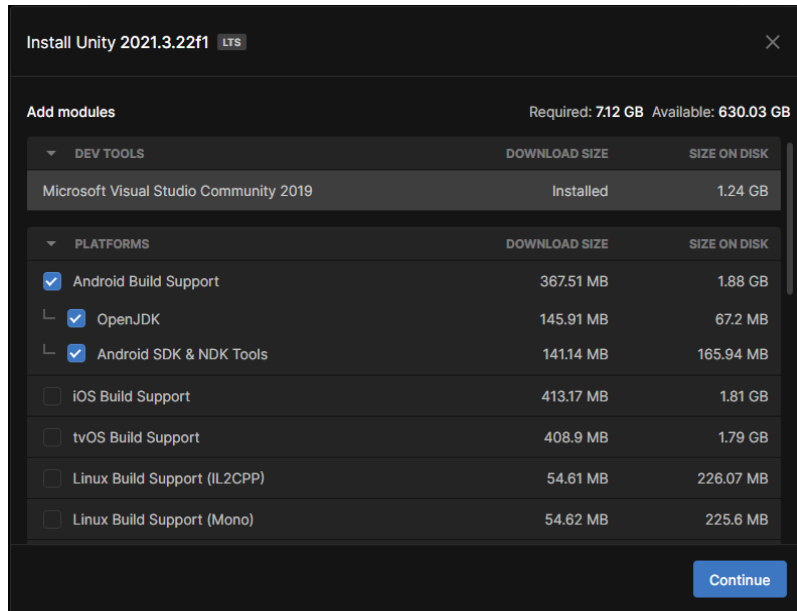 Install Unity 2021.3.22f1 LTS
Add modules Required: 7.12 GB Available: 630.03 GB
DEV TOOLS DOWNLOAD SIZE SIZE ON DISK
Microsoft Visual Studio Community 2019 Installed 1.24 GB
PLATFORMS DOWNLOAD SIZE SIZE ON DISK
Android Build Support 367.51 MB 1.88 GB
OpenJDK 145.91 MB 67.2 MB
Android SDK & NDK Tools 141.14 MB 165.94 MB
iOS Build Support 413.17 MB 1.81 GB
tvOS Build Support 408.9 MB 1.79 GB
Linux Build Support (IL2CPP) 54.61 MB 226.07 MB
Linux Build Support (Mono) 54.62 MB 225.6 MB
Continue